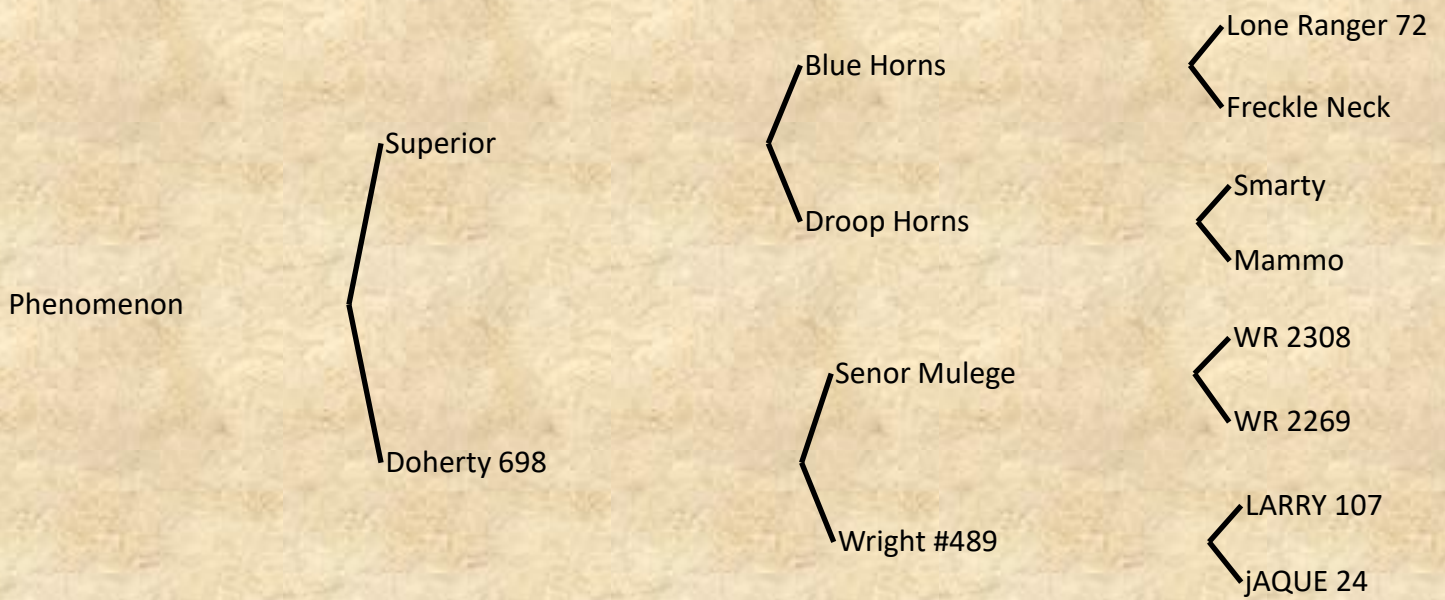 Lone Ranger 72
Blue Horns
Freckle Neck
Superior
Smarty
Droop Horns
Mammo
Phenomenon
WR 2308
Senor Mulege
WR 2269
Doherty 698
LARRY 107
Wright #489
jAQUE 24